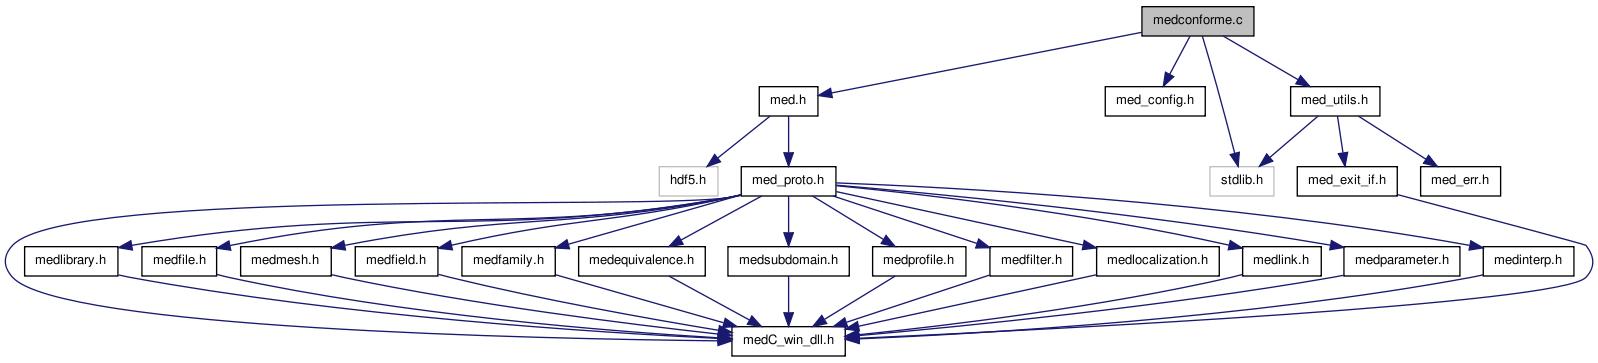 medconforme.c
med.h
med_config.h
med_utils.h
hdf5.h
med_proto.h
stdlib.h
med_exit_if.h
med_err.h
medlibrary.h
medfile.h
medmesh.h
medfield.h
medfamily.h
medequivalence.h
medsubdomain.h
medprofile.h
medfilter.h
medlocalization.h
medlink.h
medparameter.h
medinterp.h
medC_win_dll.h